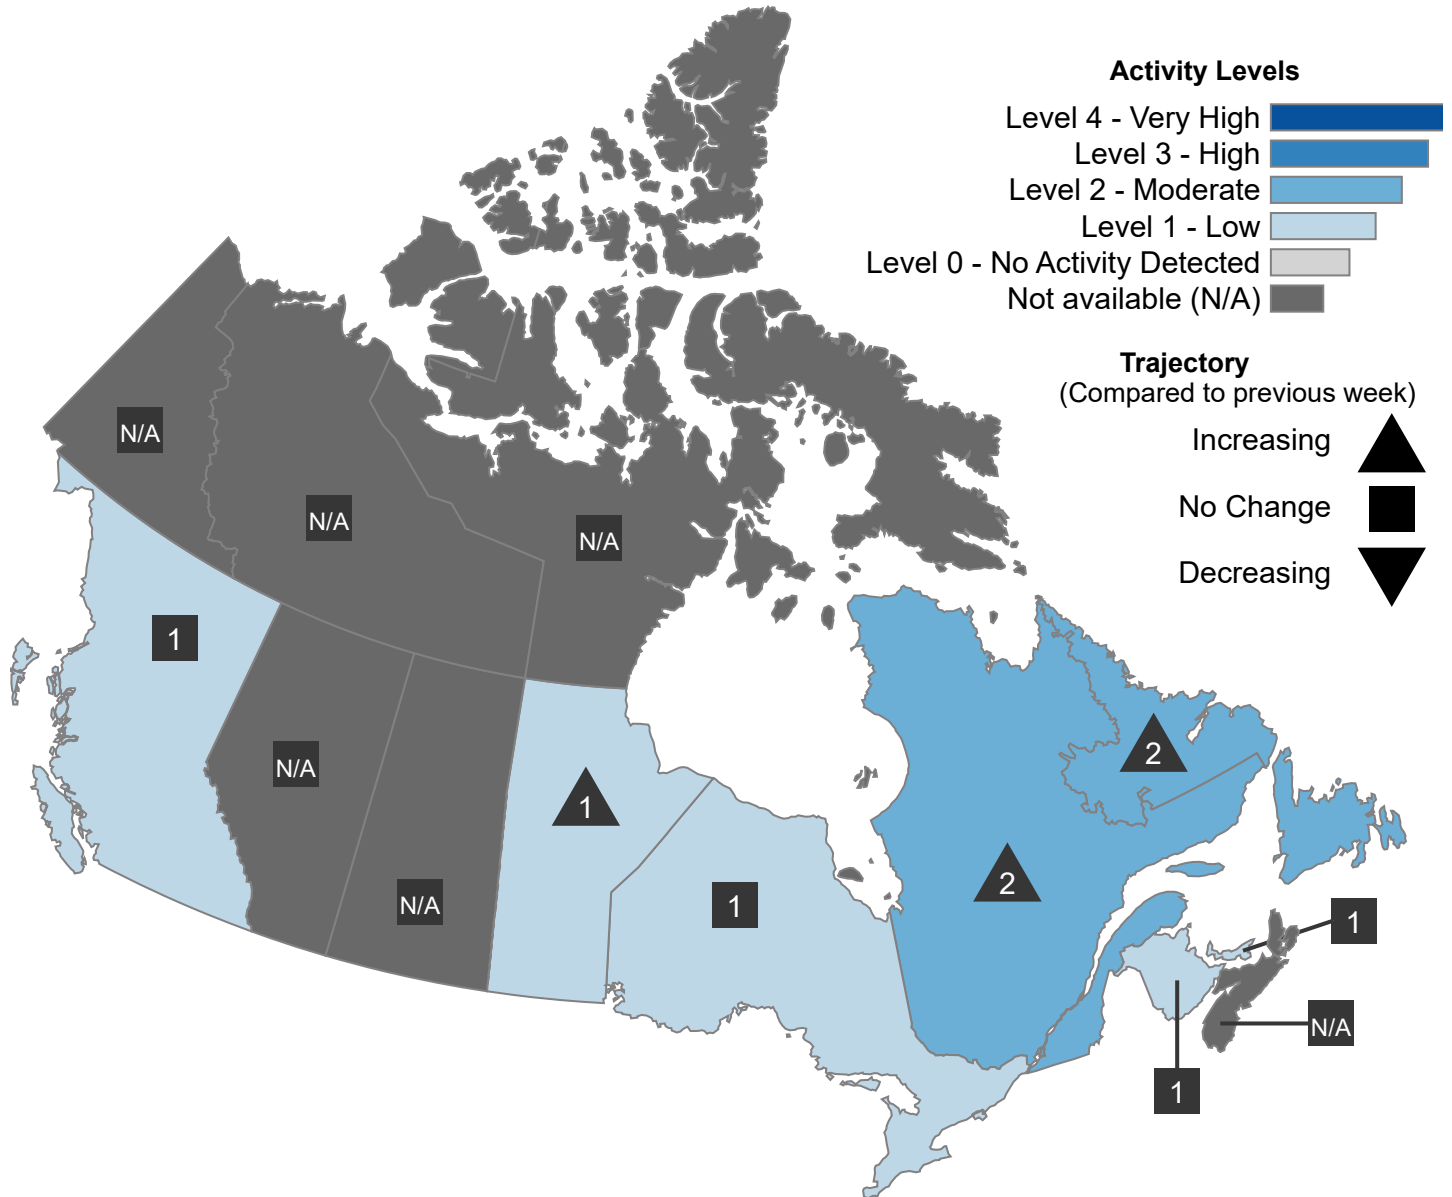 Activity Levels
Level 4 - Very High
Level 3 - High
Level 2 - Moderate
Level 1 - Low
Level 0 - No Activity Detected
Not available (N/A)
Trajectory
(Compared to previous week)
Increasing
No Change
Decreasing
N/A
N/A
N/A
1
N/A
1
2
N/A
1
2
1
N/A
1